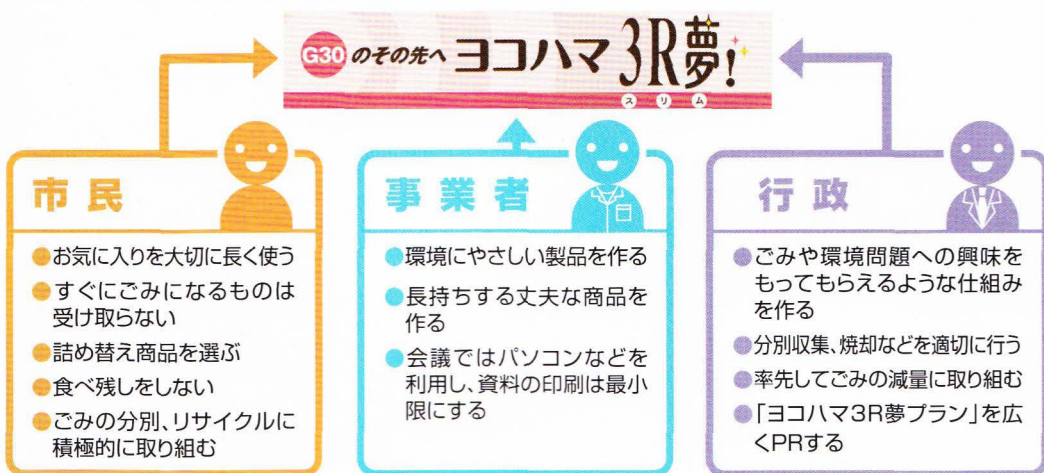 G30のその先へ ヨコハマ3R夢!
スリム
市民
●お気に入りを大切に長く使う
●すぐにごみになるものは
受け取らない
●詰め替え商品を選ぶ
●食べ残しをしない
●ごみの分別、リサイクルに
積極的に取り組む
事業者
●環境にやさしい製品を作る
●長持ちする丈夫な商品を
作る
●会議ではパソコンなどを
利用し、資料の印刷は最小
限にする
行政
●ごみや環境問題への興味を
もってもらえるような仕組み
を作る
●分別収集、焼却などを適切に行う
●率先してごみの減量に取り組む
●「ヨコハマ3R夢プラン」を広
くPRする